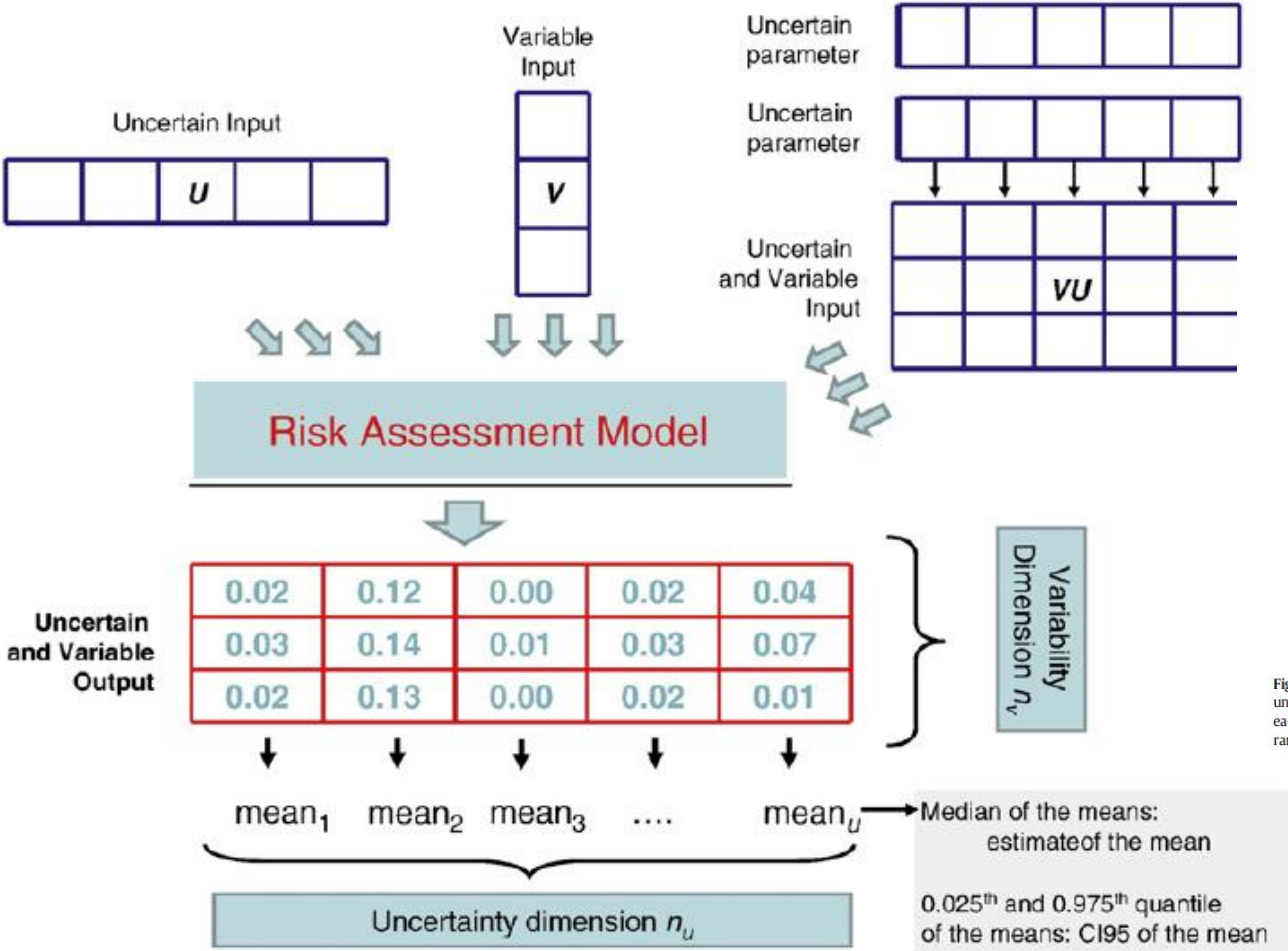 Uncertain
parameter
Variable
Input
Uncertain
parameter
Uncertain Input
U
V
Uncertain
and Variable
Input
VU
Risk Assessment Model
0.02 0.12 0.00 0.02 0.04
0.03 0.14 0.01 0.03 0.07
0.02 0.13 0.00 0.02 0.01
Uncertain
and Variable
Output
Variability
Dimension nv
mean1 mean2 mean3 .... meanu
Median of the means:
estimateof the mean
0.025th and 0.975th quantile
of the means: CI95 of the mean
Uncertainty dimension nu